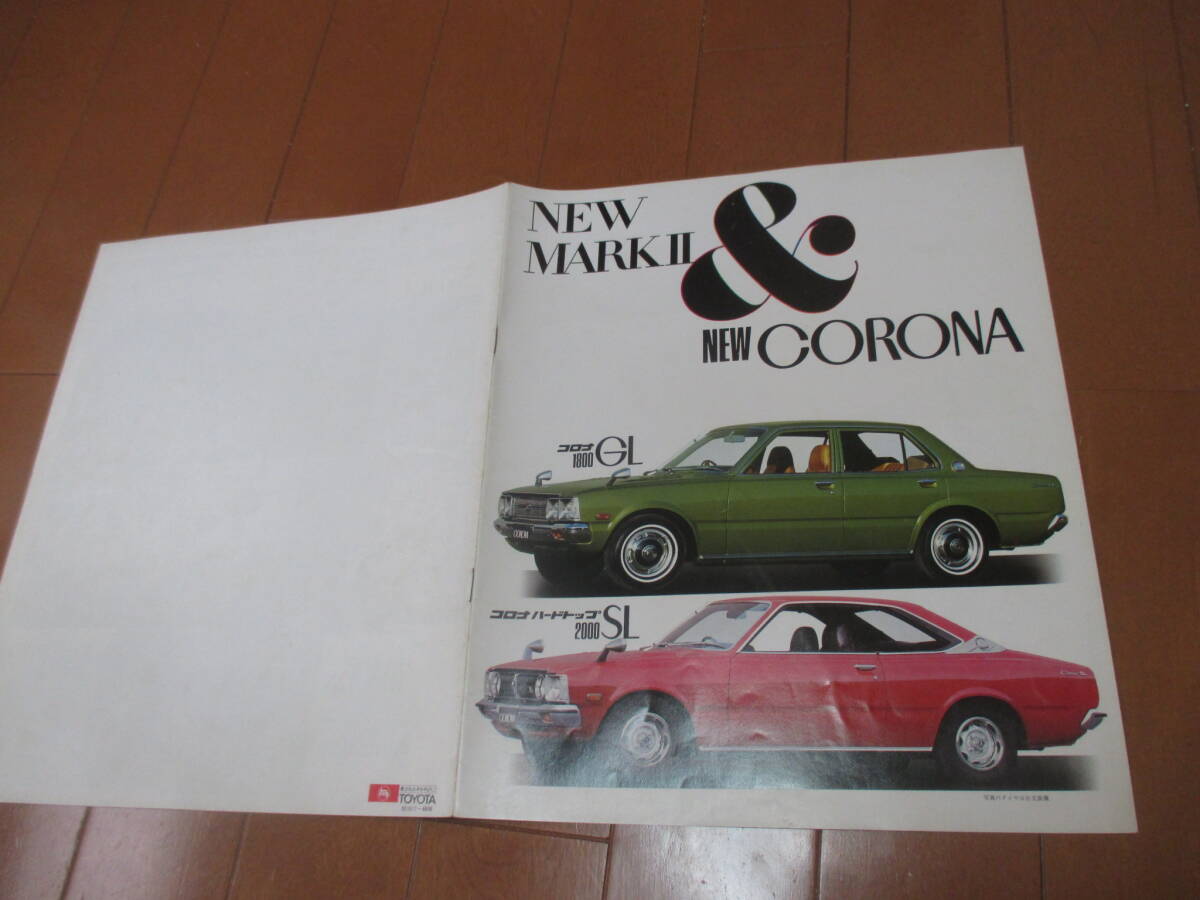 NEW
MARK II
&
NEW CORONA
コロナ
1800 GL
CORONA
コロナ ハードトップ
2000 SL
TOYOTA